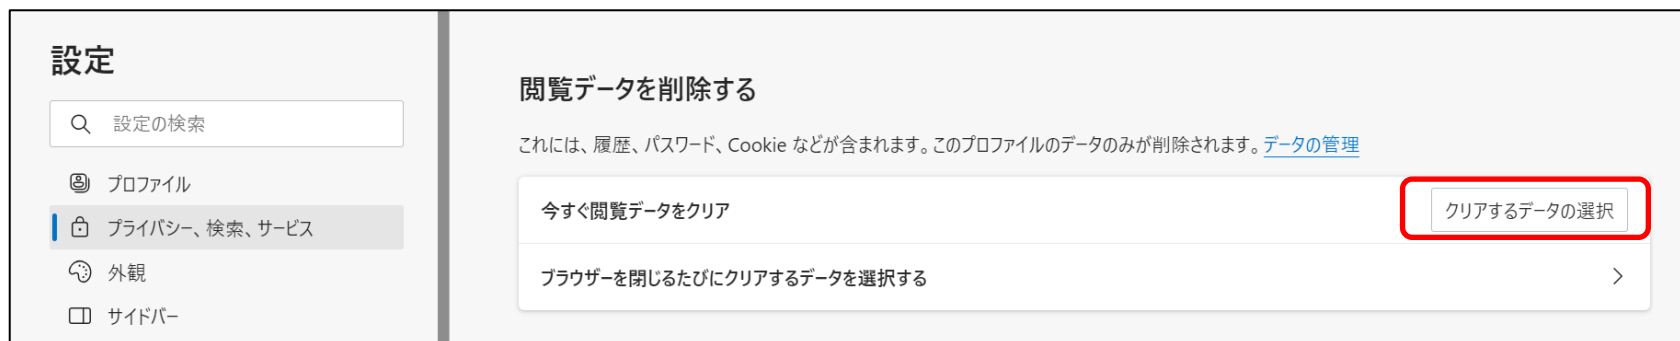 設定
設定の検索
プロファイル
プライバシー、検索、サービス
外観
サイドバー
閲覧データを削除する
これには、履歴、パスワード、Cookie などが含まれます。このプロファイルのデータのみが削除されます。データの管理
今すぐ閲覧データをクリア
クリアするデータの選択
ブラウザーを閉じるたびにクリアするデータを選択する